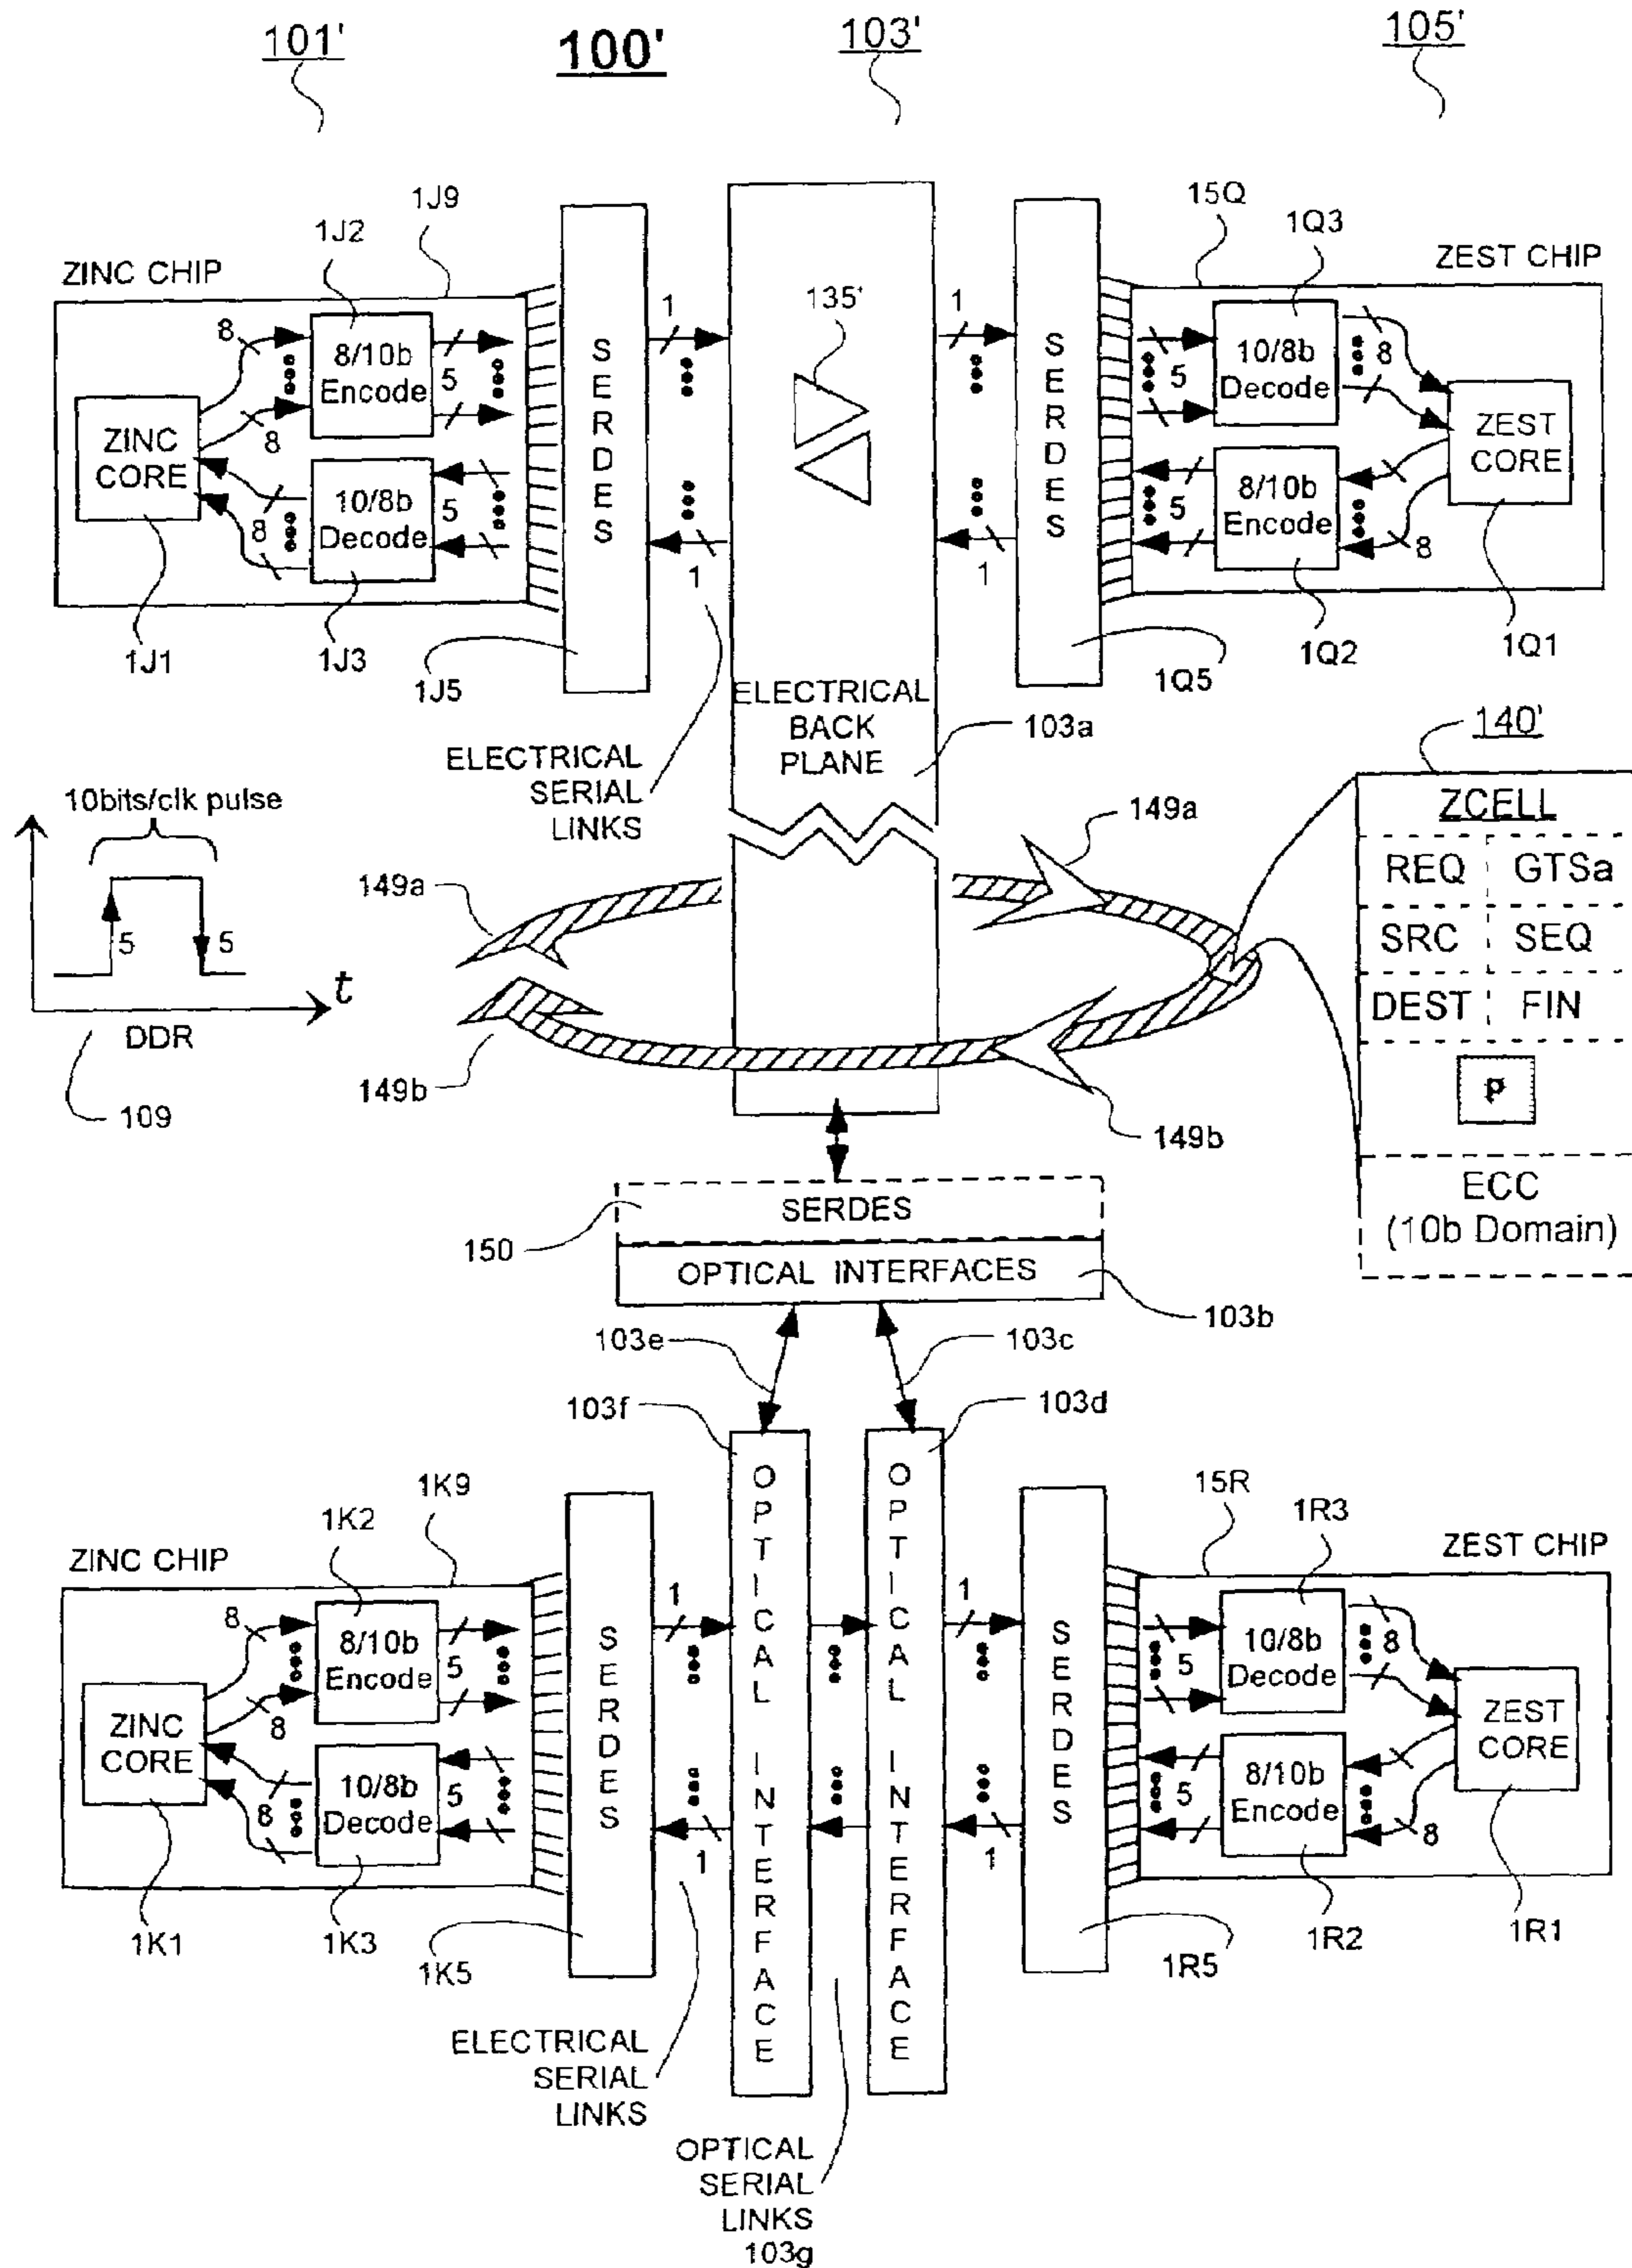 101'
100'
103'
105'
1J9
1J2
ZINC CHIP
15Q
1Q3
ZEST CHIP
8
8/10b
Encode
5
ZINC
CORE
8
10/8b
Decode
5
8
S
E
R
D
E
S
1
1
135'
1
1
S
E
R
D
E
S
5
10/8b
Decode
8
ZEST
CORE
5
8/10b
Encode
8
1J1
1J3
1J5
1Q5
1Q2
1Q1
ELECTRICAL
BACK
PLANE
103a
ELECTRICAL
SERIAL
LINKS
10bits/clk pulse
5
5
t
DDR
109
149a
149a
149b
149b
140'
ZCELL
REQ GTSa
SRC SEQ
DEST FIN
P
ECC
(10b Domain)
SERDES
150
OPTICAL INTERFACES
103b
103e
103c
103f
103d
1K9
1K2
ZINC CHIP
15R
1R3
ZEST CHIP
8
8/10b
Encode
5
ZINC
CORE
8
10/8b
Decode
5
8
S
E
R
D
E
S
1
1
O
P
T
I
C
A
L
I
N
T
E
R
F
A
C
E
O
P
T
I
C
A
L
I
N
T
E
R
F
A
C
E
1
1
S
E
R
D
E
S
5
10/8b
Decode
8
ZEST
CORE
5
8/10b
Encode
8
1K1
1K3
1K5
1R5
1R2
1R1
ELECTRICAL
SERIAL
LINKS
OPTICAL
SERIAL
LINKS
103g